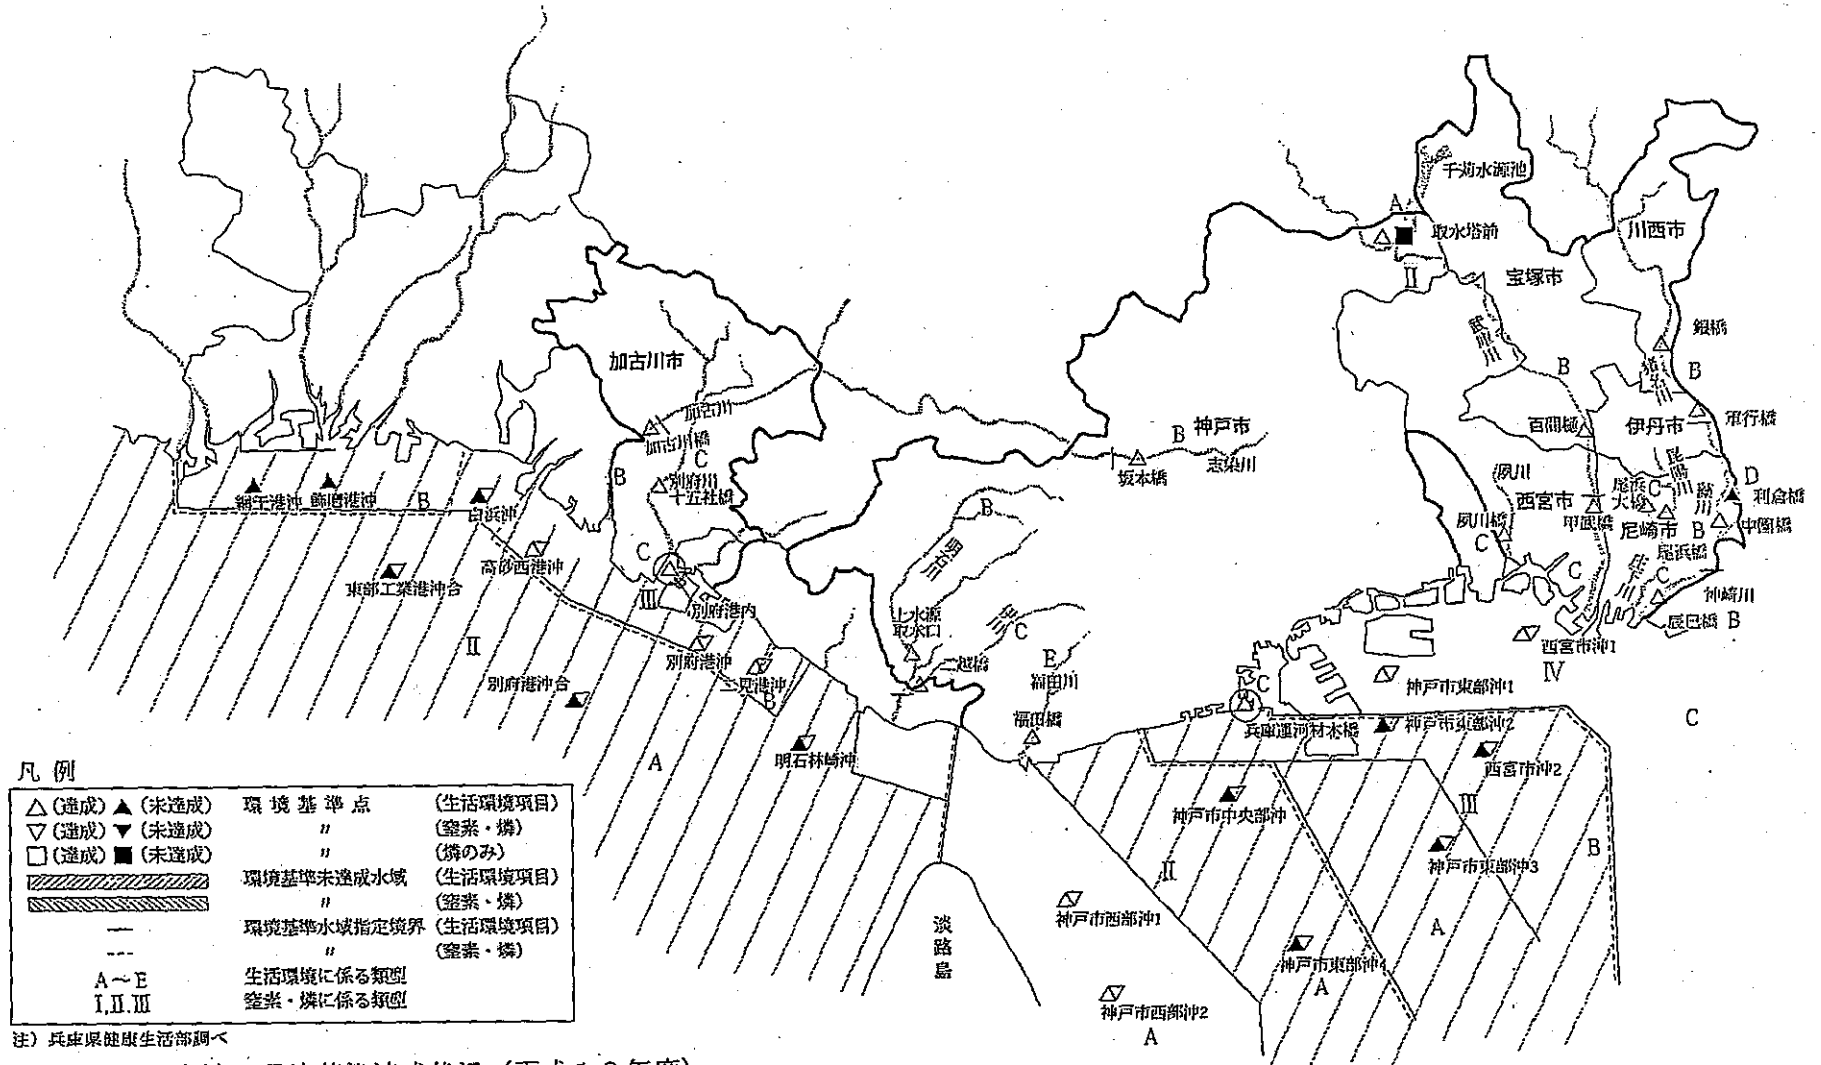 千苅水源池
A
取水塔前
II
川西市
宝塚市
銀橋
武庫川
猪名川
B
B
加古川市
加古川
加古川橋
C
別府川
十五社橋
B
神戸市
B
志染川
坂本橋
百間樋
伊丹市
軍行橋
夙川
西宮市
尾浜大橋
昆陽川
C
D
利倉橋
夙川橋
甲武橋
尼崎市
藻川
B
中園橋
尾浜橋
C
C
C
庄下川
神崎川
辰巳橋
B
網干港沖
飾磨港沖
B
白浜沖
高砂西港沖
東部工業港沖合
C
III
別府港内
II
別府港沖
別府港沖合
二見港沖
B
B
明石川
上水源
取水口
伊川
C
二越橋
E
福田川
福田橋
西宮市沖1
IV
神戸市東部沖1
C
C
兵庫運河材木橋
神戸市東部沖2
西宮市沖2
明石林崎沖
A
神戸市中央部沖
III
神戸市東部沖3
B
II
神戸市西部沖1
A
神戸市東部沖4
A
淡路島
神戸市西部沖2
A
凡例
△(達成) ▲(未達成) 環境基準点 (生活環境項目)
▽(達成) ▼(未達成) 〃 (窒素・燐)
□(達成) ■(未達成) 〃 (燐のみ)
環境基準未達成水域 (生活環境項目)
〃 (窒素・燐)
環境基準水域指定境界 (生活環境項目)
〃 (窒素・燐)
A～E 生活環境に係る類型
I.II.III 窒素・燐に係る類型
注）兵庫県健康生活部調べ